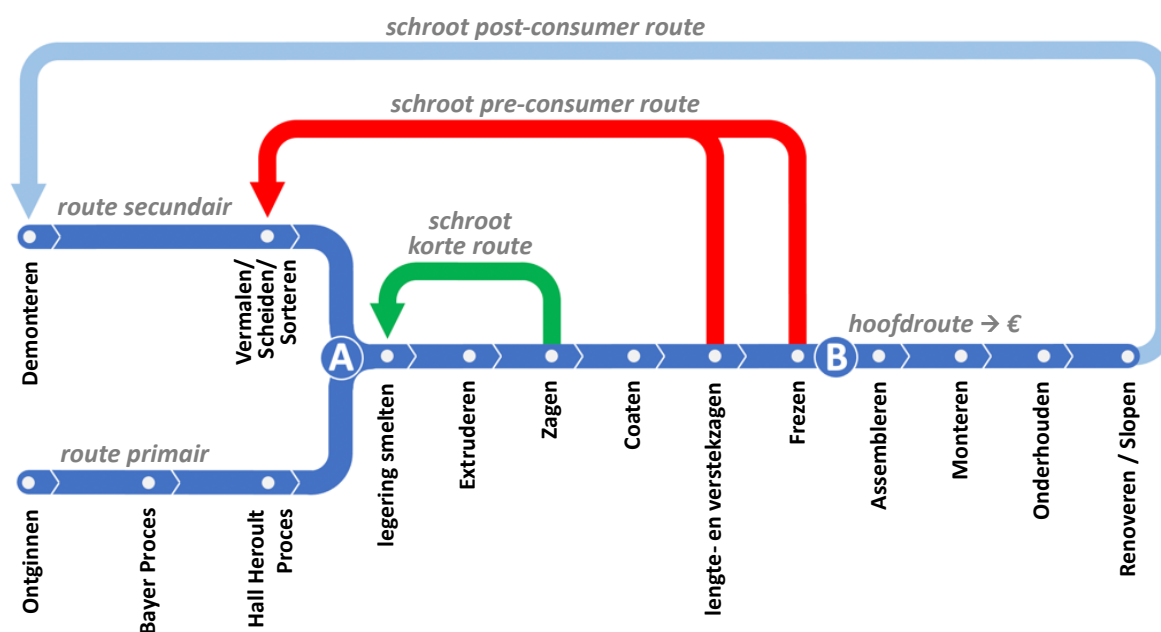 schroot post-consumer route
schroot pre-consumer route
route secundair
schroot
korte route
hoofdroute → €
Demonteren
Vermalen/
Scheiden/
Sorteren
A
B
legering smelten
Extruderen
Zagen
Coaten
lengte- en verstekzagen
Frezen
Assembleren
Monteren
Onderhouden
Renoveren / Slopen
route primair
Ontginnen
Bayer Proces
Hall Heroult
Proces